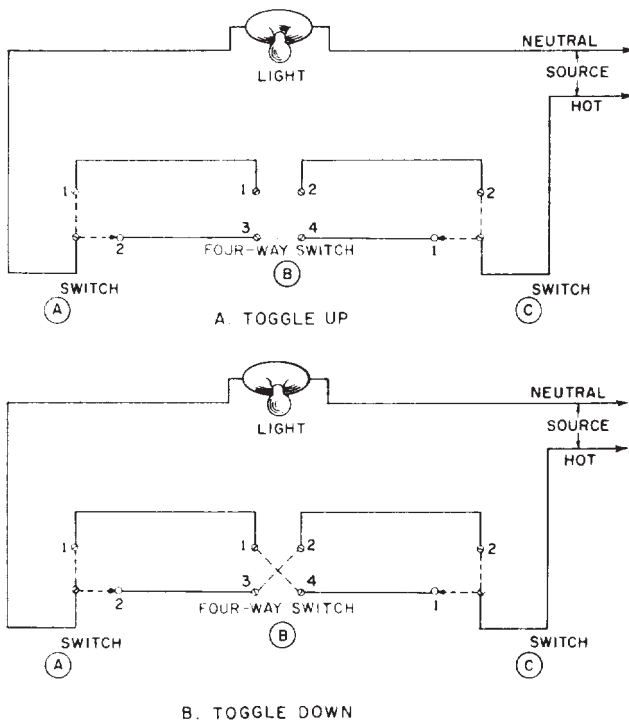 NEUTRAL
LIGHT
SOURCE
HOT
1 1 2 2
2 3 4 1
FOUR-WAY SWITCH
SWITCH B SWITCH
A C
A. TOGGLE UP
NEUTRAL
LIGHT
SOURCE
HOT
1 1 2 2
2 3 4 1
FOUR-WAY SWITCH
SWITCH B SWITCH
A C
B. TOGGLE DOWN